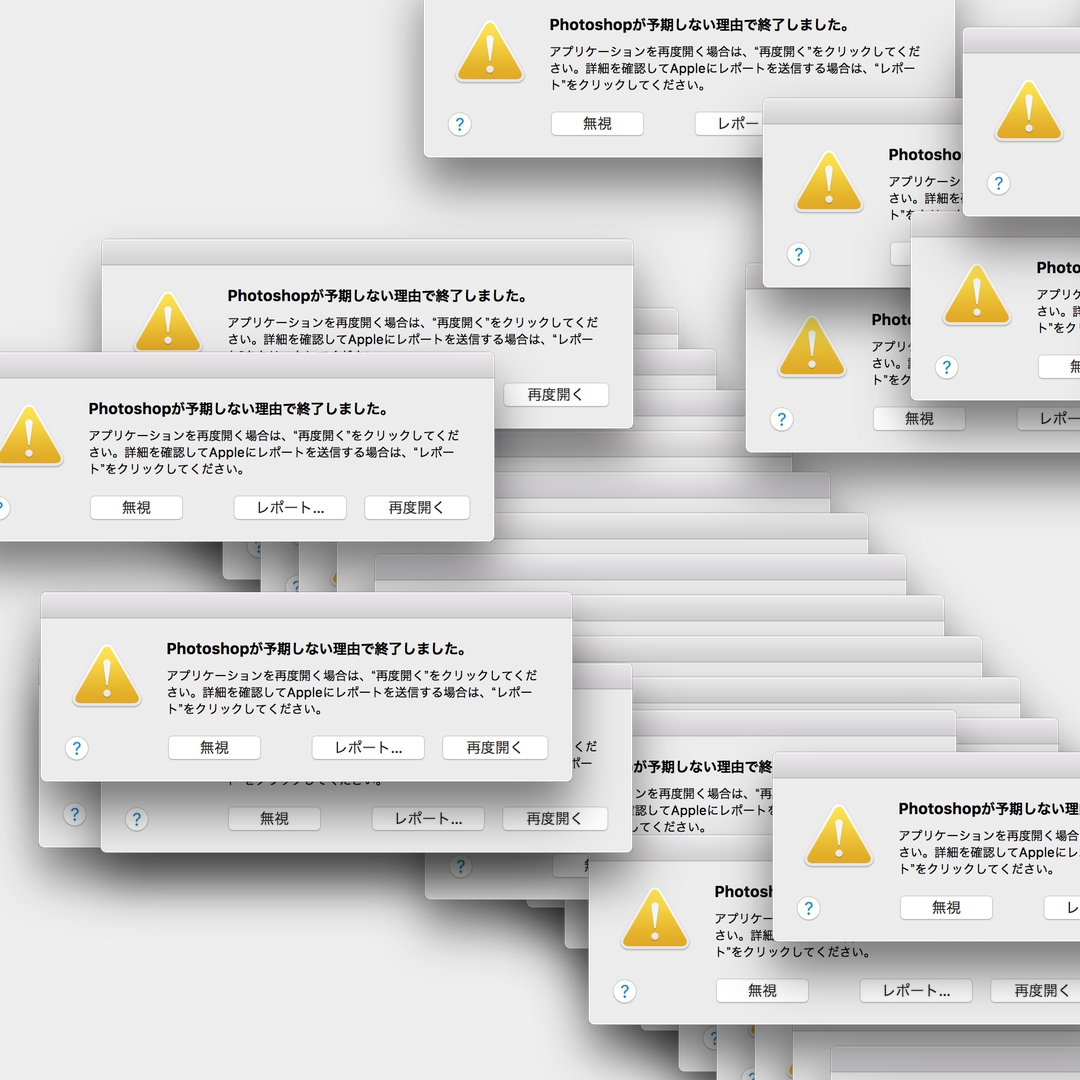 Photoshopが予期しない理由で終了しました。
アプリケーションを再度開く場合は、“再度開く”をクリックしてくだ
さい。詳細を確認してAppleにレポートを送信する場合は、“レポー
ト”をクリックしてください。
?
無視
レポー
?
Photosho
アプリケーシ
さい。詳細を
?
Photoshopが予期しない理由で終了しました。
アプリケーションを再度開く場合は、“再度開く”をクリックしてくだ
さい。詳細を確認してAppleにレポートを送信する場合は、“レポー
再度開く
Photo
アプリ
さい。
ト”をク
?
Photo
アプリ
さい。
ト”をク
?
無視
レポー
Photoshopが予期しない理由で終了しました。
アプリケーションを再度開く場合は、“再度開く”をクリックしてくだ
さい。詳細を確認してAppleにレポートを送信する場合は、“レポー
ト”をクリックしてください。
無視
レポート...
再度開く
Photoshopが予期しない理由で終了しました。
アプリケーションを再度開く場合は、“再度開く”をクリックしてくだ
さい。詳細を確認してAppleにレポートを送信する場合は、“レポー
ト”をクリックしてください。
?
無視
レポート...
再度開く
くだ
ポー
?
?
無視
レポート...
再度開く
が予期しない理由で終
ンを再度開く場合は、“再
認してAppleにレポートを
してください。
?
Photoshopが予期しない理
アプリケーションを再度開く場合
さい。詳細を確認してAppleにレ
ト”をクリックしてください。
?
無視
レ
Photosh
アプリケー
さい。詳細
ト”をクリックしてください。
?
無視
レポート...
再度開く